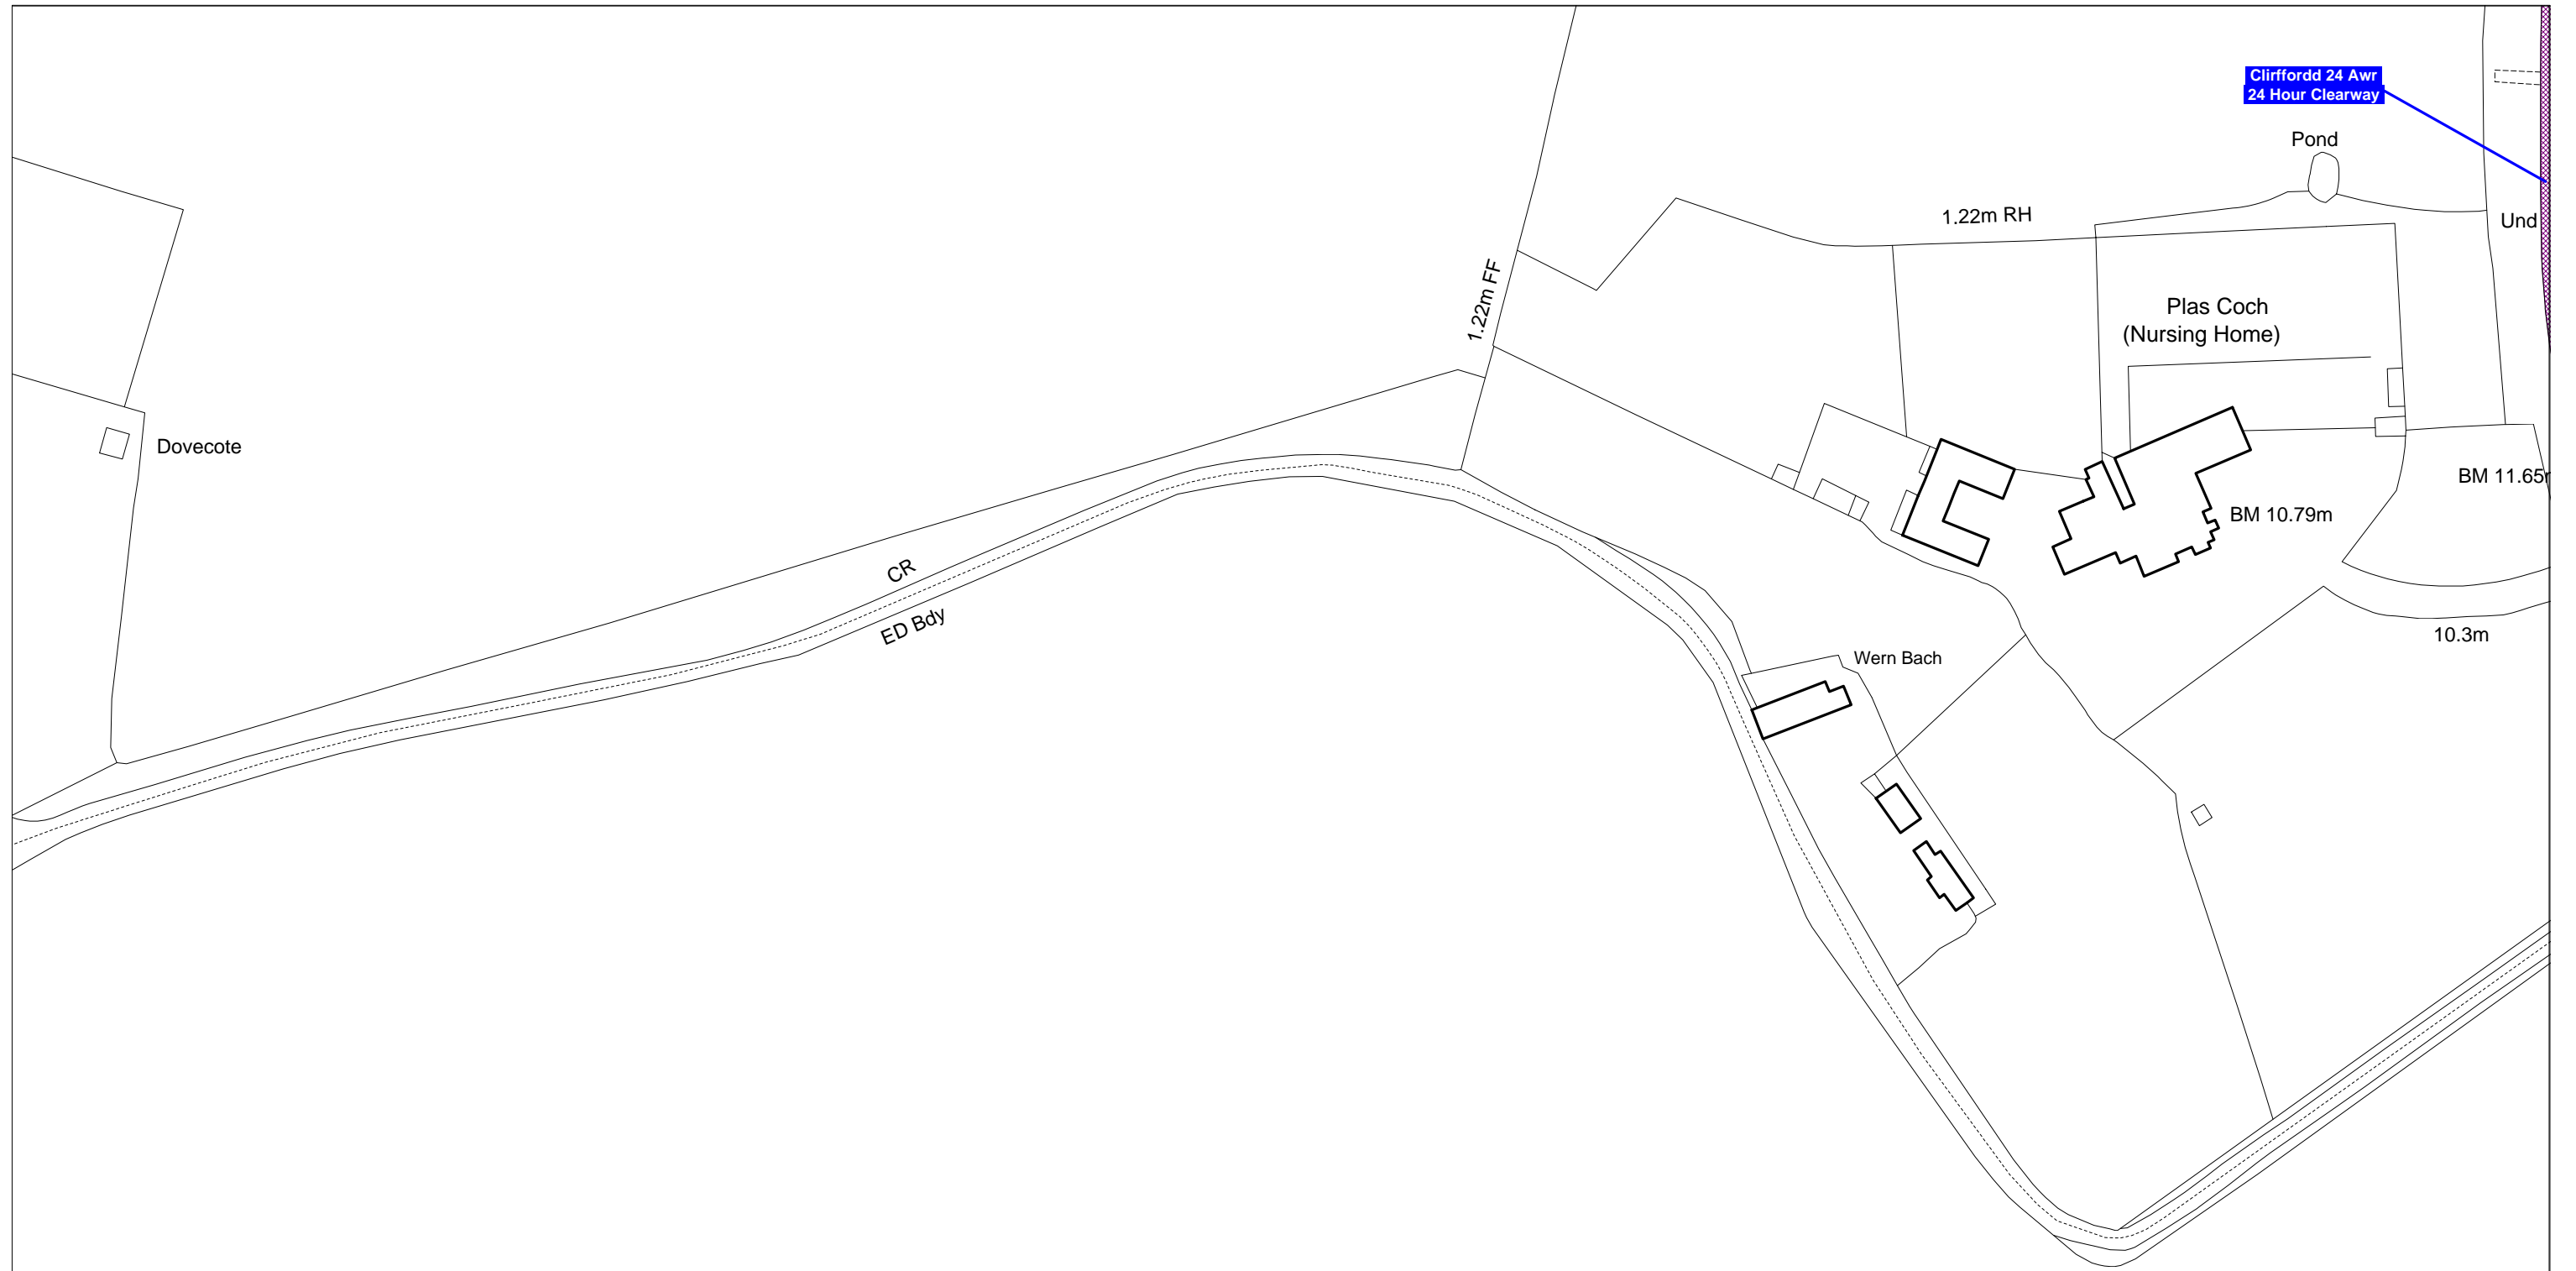 Clirffordd 24 Awr
24 Hour Clearway
Pond
1.22m RH
Und
1.22m FF
Plas Coch
(Nursing Home)
Dovecote
BM 11.65m
BM 10.79m
CR
ED Bdy
10.3m
Wern Bach